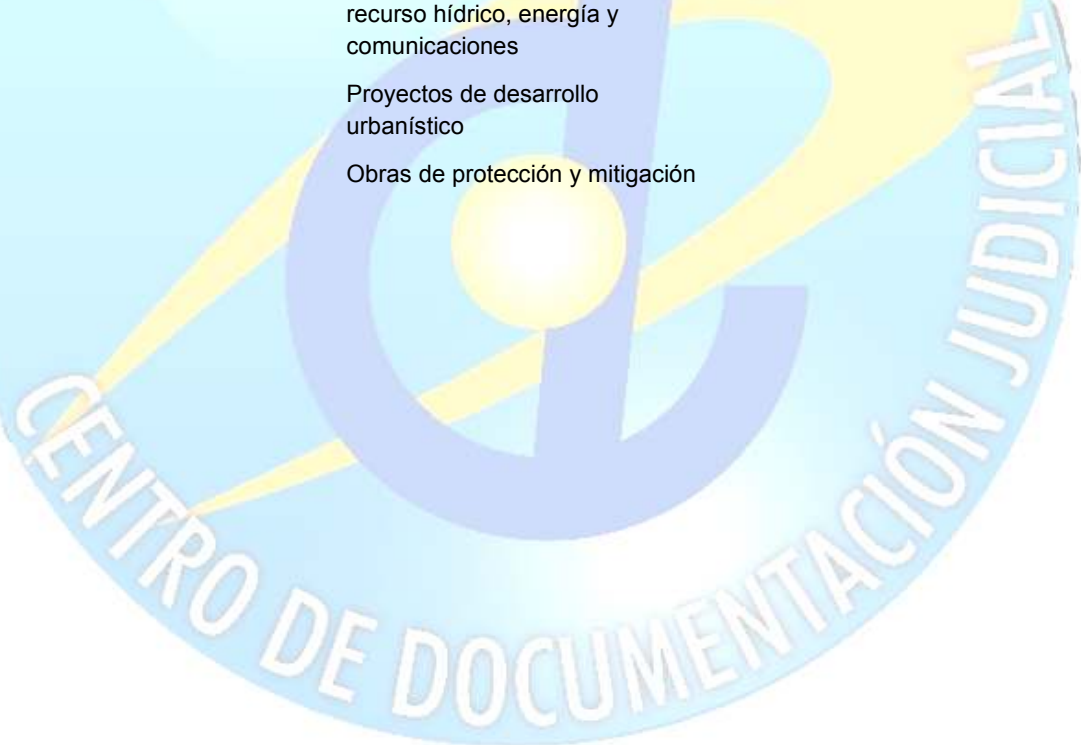 recurso hídrico, energía y
comunicaciones
Proyectos de desarrollo
urbanístico
Obras de protección y mitigación
CENTRO DE DOCUMENTACIÓN JUDICIAL